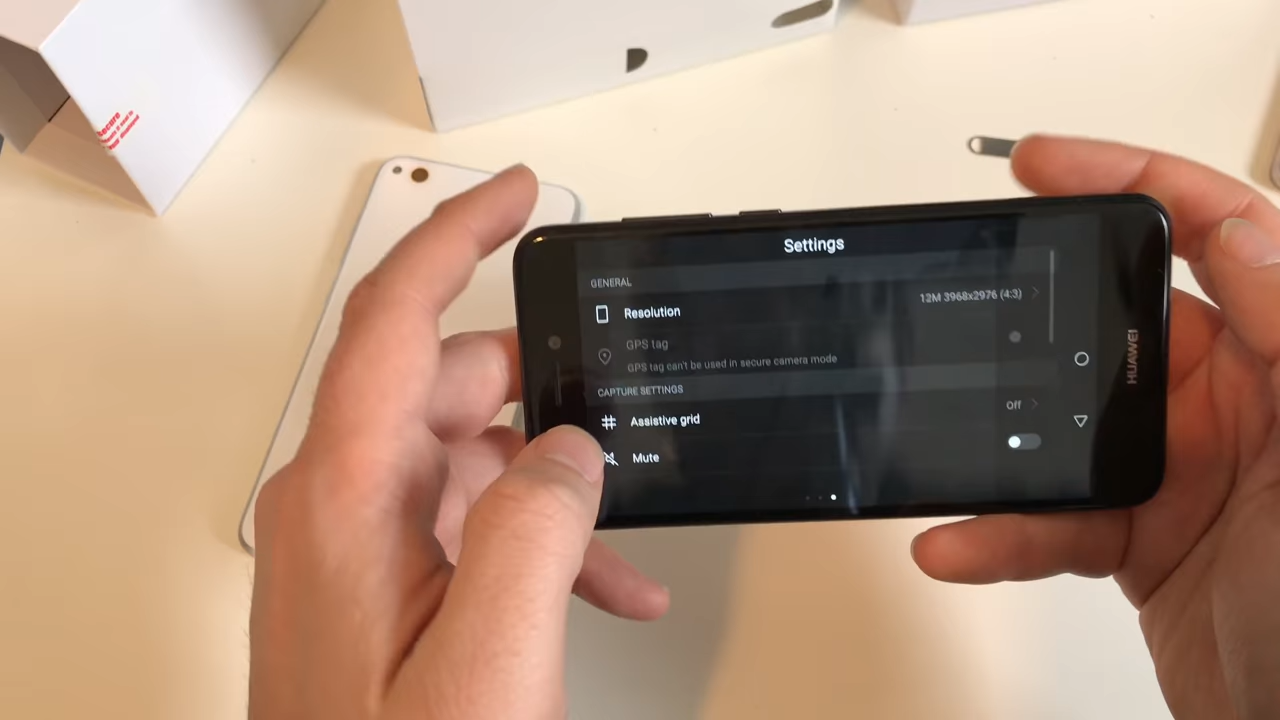 Settings
GENERAL
Resolution
12M 3968x2976 (4:3)
GPS tag
GPS tag can't be used in secure camera mode
CAPTURE SETTINGS
Assistive grid
Off
Mute
HUAWEI
secure